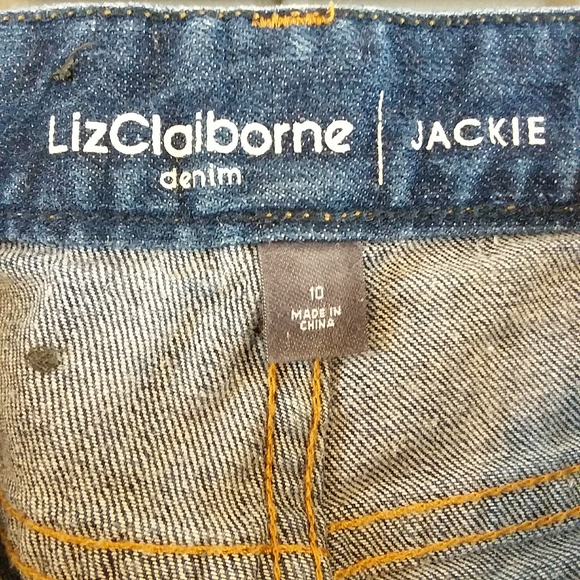 LizClaiborne | JACKIE
denim
10
MADE IN
CHINA